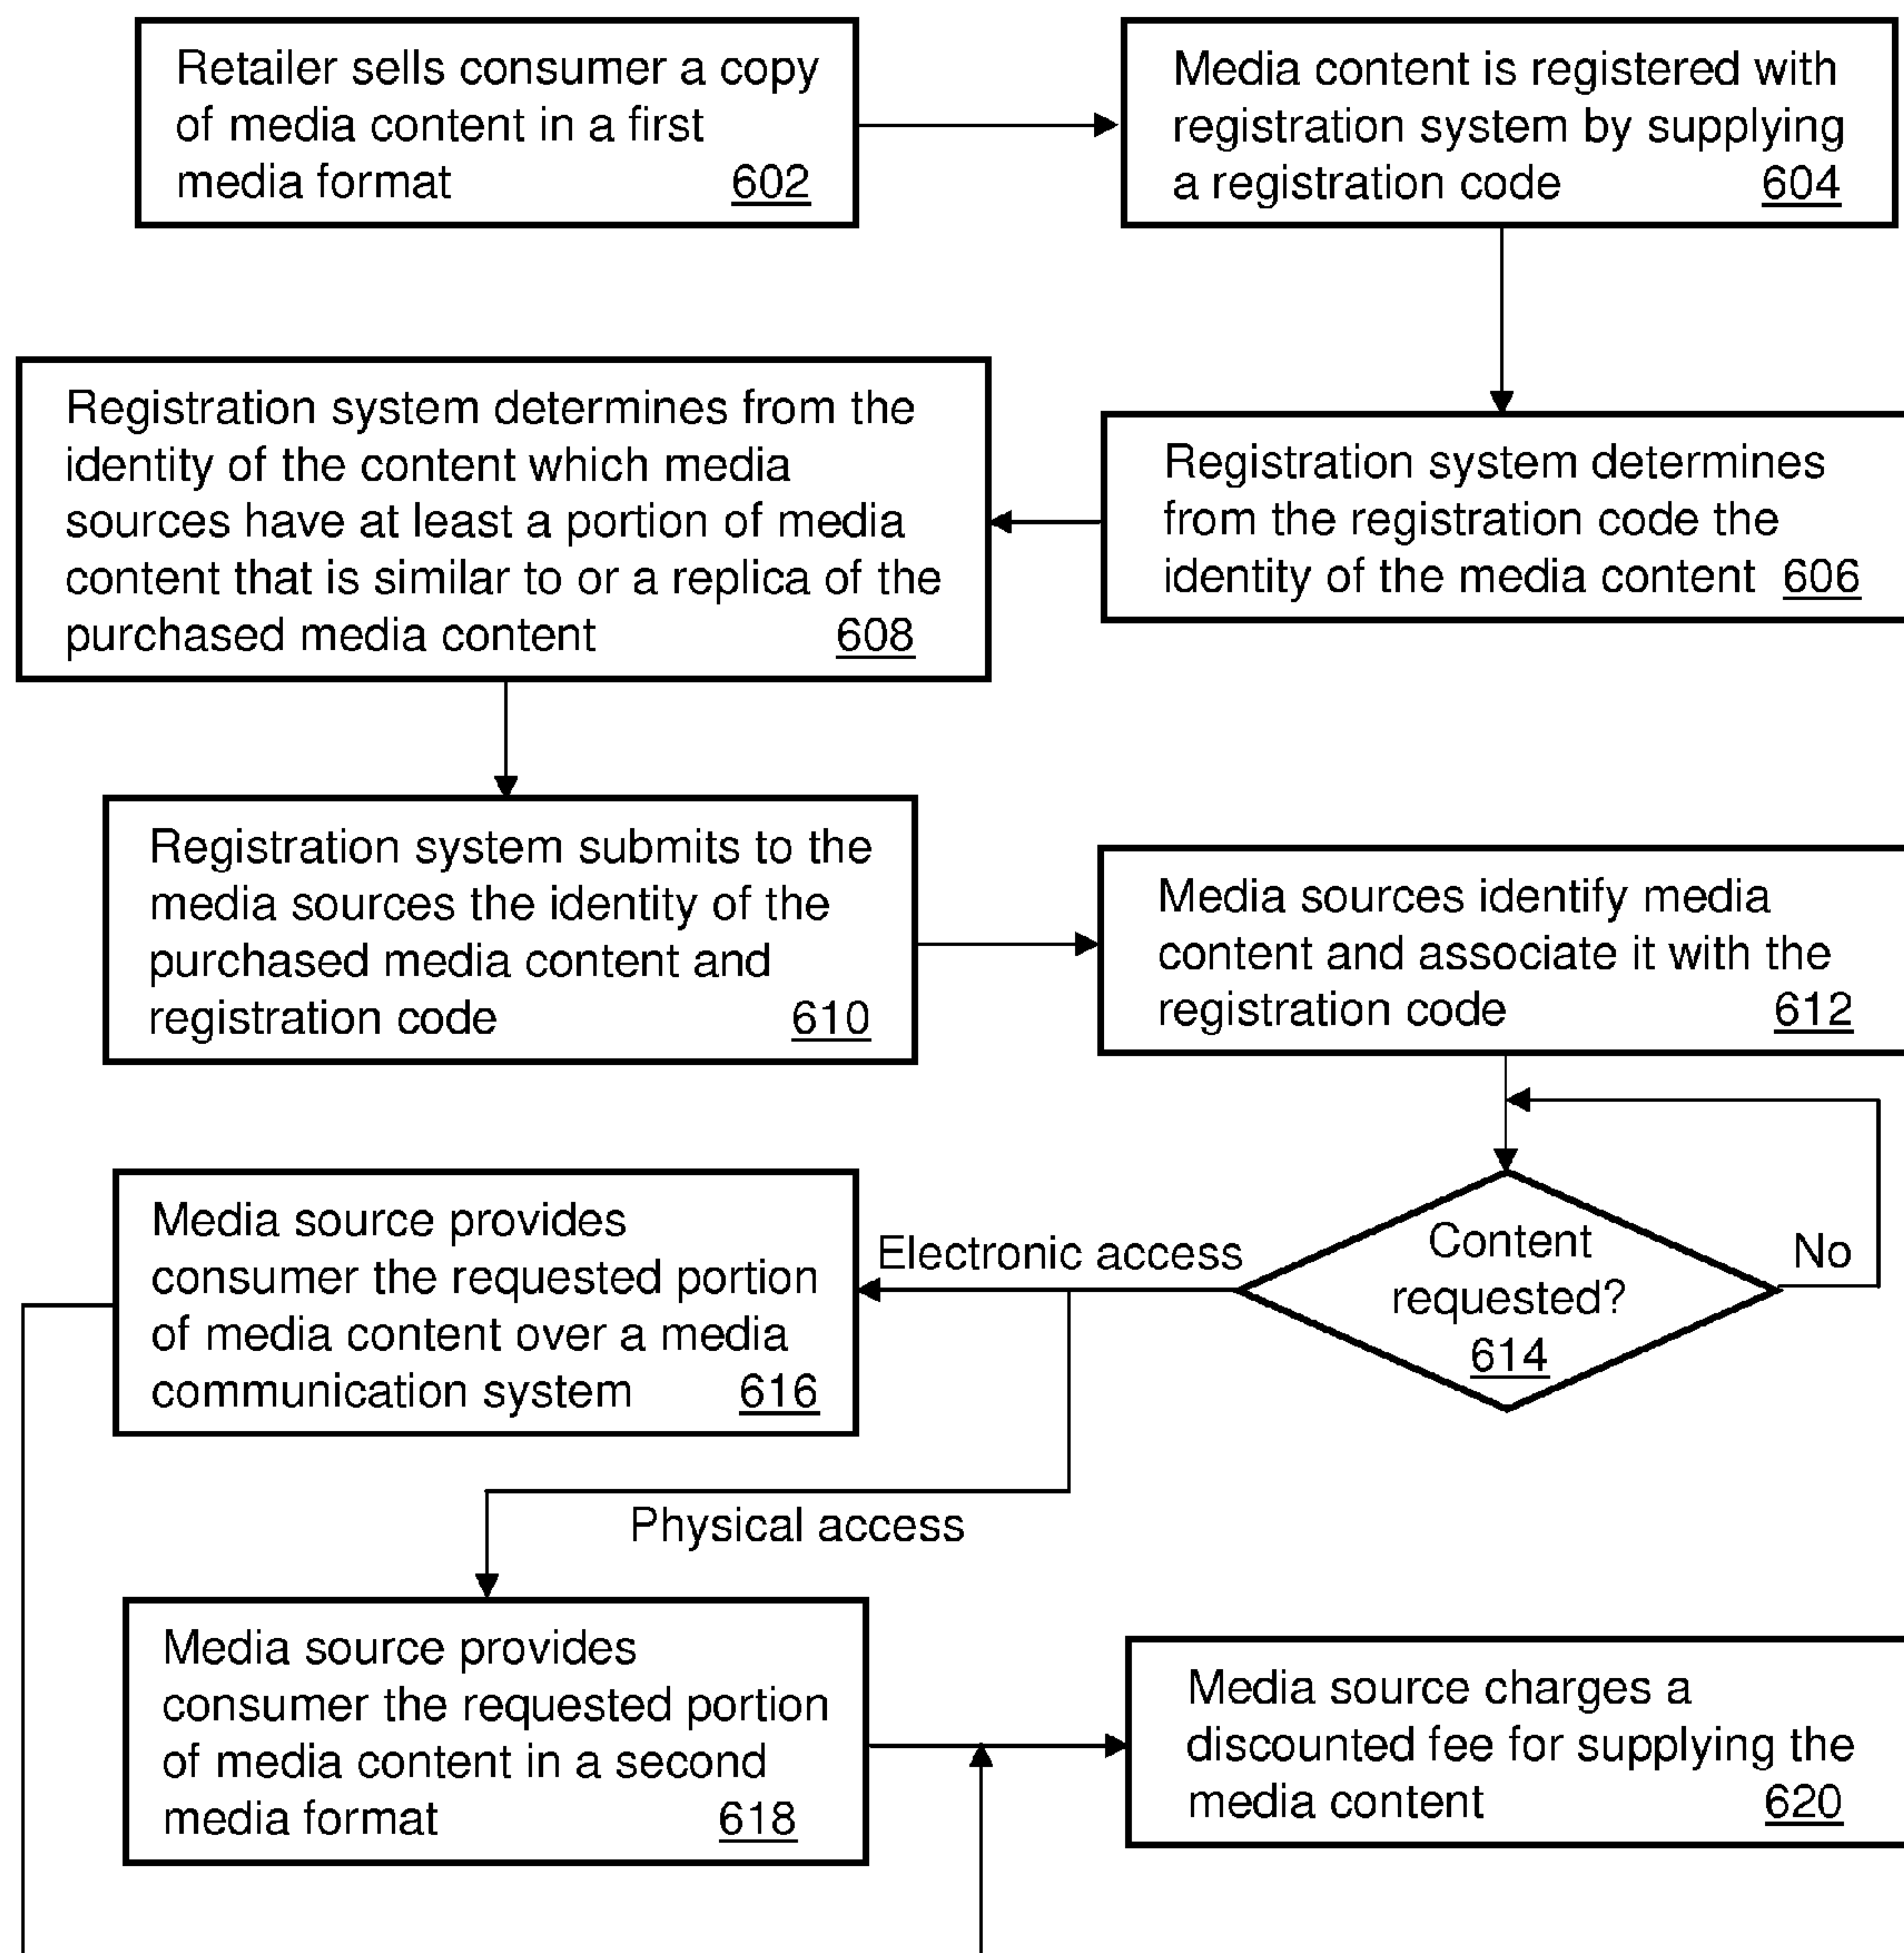 Retailer sells consumer a copy
of media content in a first
media format 602
Media content is registered with
registration system by supplying
a registration code 604
Registration system determines
from the registration code the
identity of the media content 606
Registration system determines from the
identity of the content which media
sources have at least a portion of media
content that is similar to or a replica of the
purchased media content 608
Registration system submits to the
media sources the identity of the
purchased media content and
registration code 610
Media sources identify media
content and associate it with the
registration code 612
Content
requested?
614
No
Electronic access
Media source provides
consumer the requested portion
of media content over a media
communication system 616
Physical access
Media source provides
consumer the requested portion
of media content in a second
media format 618
Media source charges a
discounted fee for supplying the
media content 620